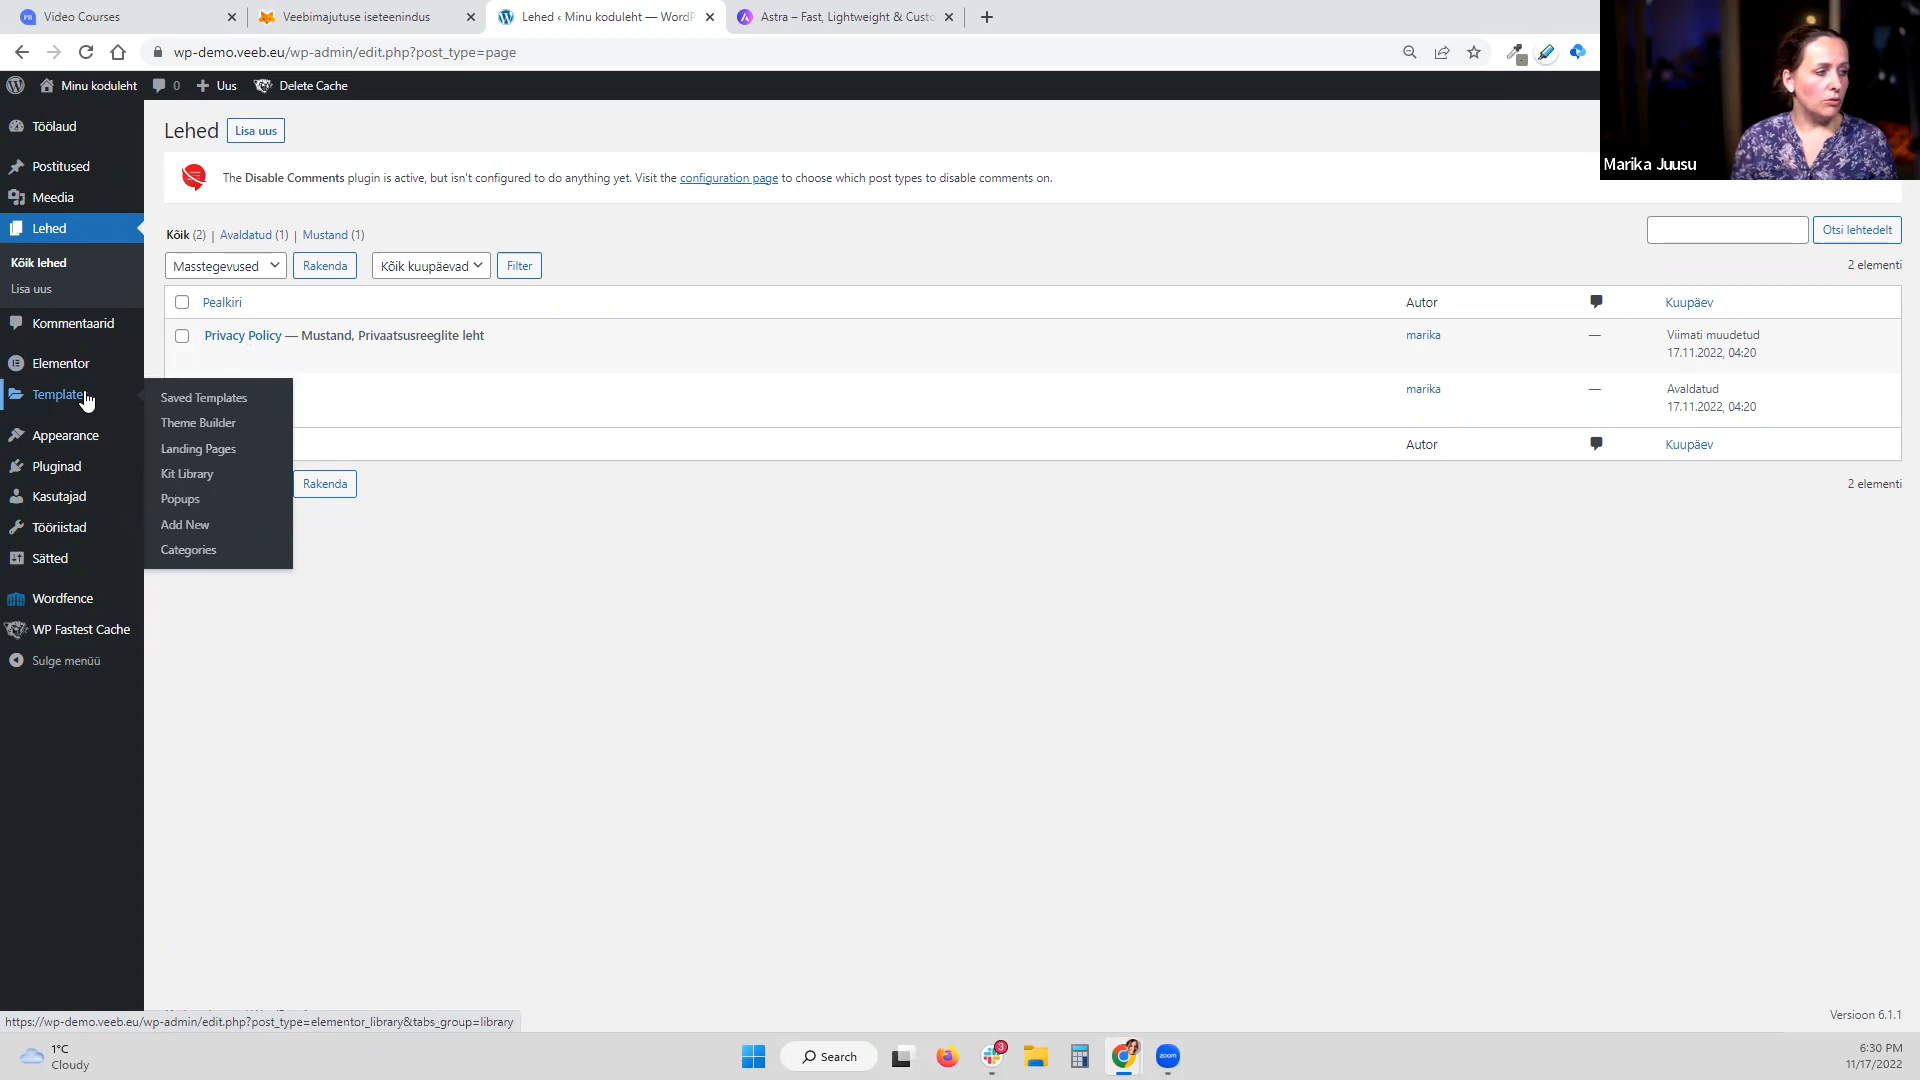 Video Courses
Veebimajutuse iseteenindus
Lehed ‹ Minu koduleht — WordP
Astra – Fast, Lightweight & Custo
wp-demo.veeb.eu/wp-admin/edit.php?post_type=page
Minu koduleht
0
Uus
Delete Cache
Marika Juusu
Töölaud
Postitused
Meedia
Lehed
Kõik lehed
Lisa uus
Kommentaarid
Elementor
Template
Appearance
Pluginad
Kasutajad
Tööriistad
Sätted
Wordfence
WP Fastest Cache
Sulge menüü
Saved Templates
Theme Builder
Landing Pages
Kit Library
Popups
Add New
Categories
Lehed
Lisa uus
The Disable Comments plugin is active, but isn't configured to do anything yet. Visit the configuration page to choose which post types to disable comments on.
Kõik (2) | Avaldatud (1) | Mustand (1)
Otsi lehtedelt
Masstegevused
Rakenda
Kõik kuupäevad
Filter
2 elementi
Pealkiri
Autor
Kuupäev
Privacy Policy — Mustand, Privaatsusreeglite leht
marika
—
Viimati muudetud
17.11.2022, 04:20
marika
—
Avaldatud
17.11.2022, 04:20
Autor
Kuupäev
Rakenda
2 elementi
Versioon 6.1.1
https://wp-demo.veeb.eu/wp-admin/edit.php?post_type=elementor_library&tabs_group=library
1°C
Cloudy
Search
3
zoom
6:30 PM
11/17/2022